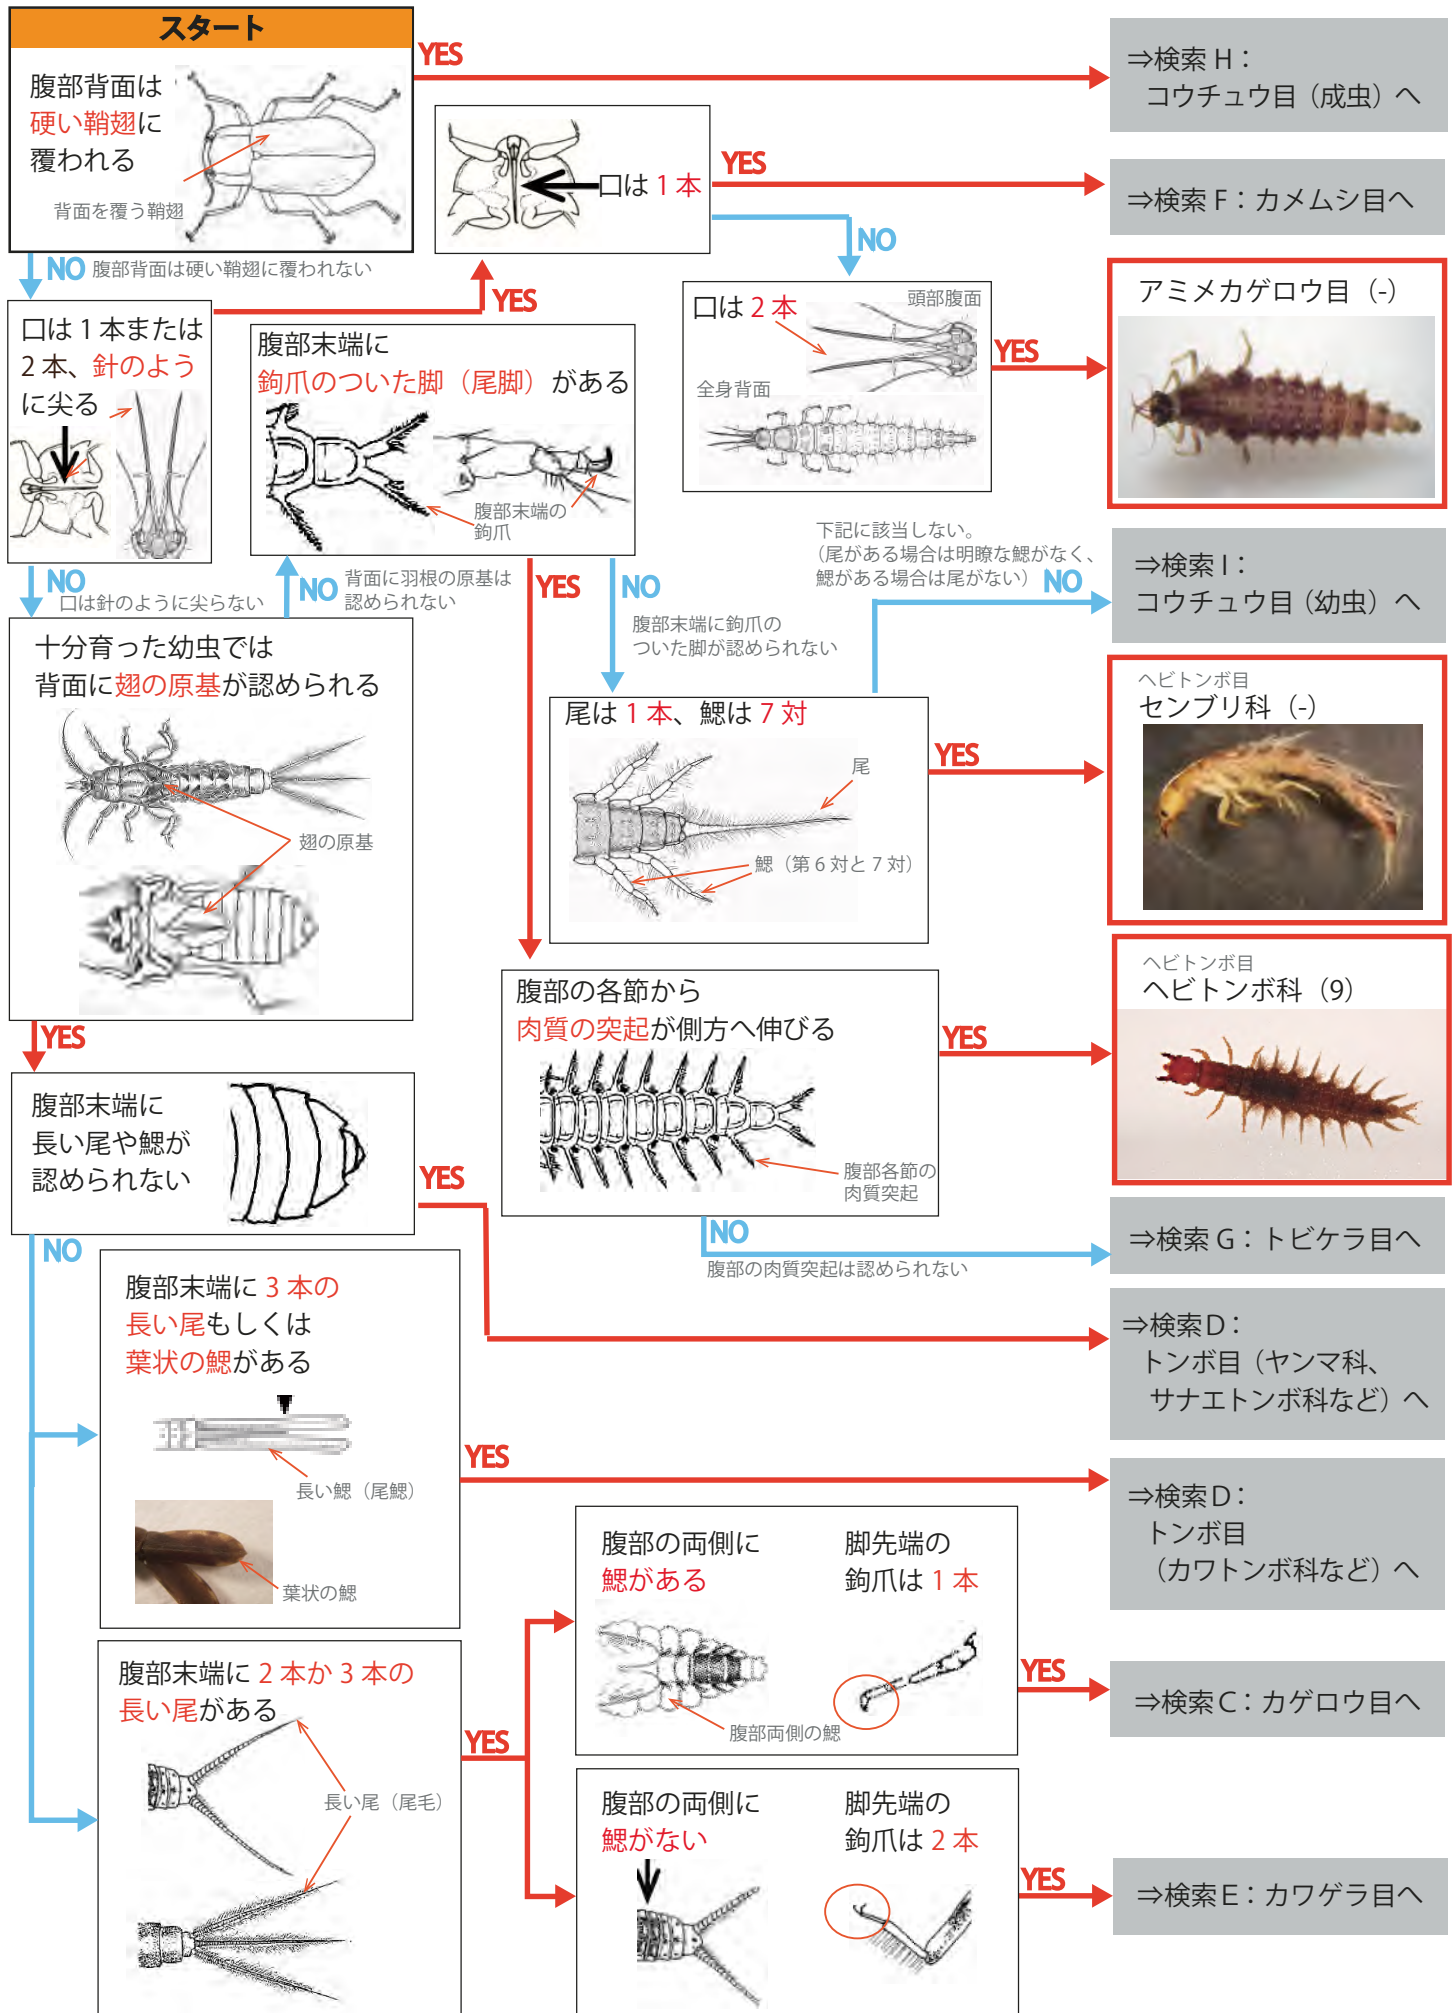 スタート
腹部背面は
硬い鞘翅に
覆われる
背面を覆う鞘翅
YES
⇒検索 H：
コウチュウ目（成虫）へ
口は 1 本
YES
⇒検索 F：カメムシ目へ
NO
NO 腹部背面は硬い鞘翅に覆われない
YES
口は 1 本または
2 本、針のよう
に尖る
腹部末端に
鉤爪のついた脚（尾脚）がある
腹部末端の
鉤爪
口は 2 本
頭部腹面
全身背面
YES
アミメカゲロウ目（-）
NO
口は針のように尖らない
NO 背面に羽根の原基は
認められない
YES
NO
腹部末端に鉤爪の
ついた脚が認められない
下記に該当しない。
（尾がある場合は明瞭な鰓がなく、
鰓がある場合は尾がない）NO
⇒検索 I：
コウチュウ目（幼虫）へ
十分育った幼虫では
背面に翅の原基が認められる
翅の原基
尾は 1 本、鰓は 7 対
尾
鰓（第 6 対と 7 対）
YES
ヘビトンボ目
センブリ科（-）
YES
腹部の各節から
肉質の突起が側方へ伸びる
腹部各節の
肉質突起
YES
ヘビトンボ目
ヘビトンボ科（9）
腹部末端に
長い尾や鰓が
認められない
YES
NO
腹部の肉質突起は認められない
⇒検索 G：トビケラ目へ
NO
⇒検索 D：
トンボ目（ヤンマ科、
サナエトンボ科など）へ
腹部末端に 3 本の
長い尾もしくは
葉状の鰓がある
長い鰓（尾鰓）
葉状の鰓
YES
⇒検索 D：
トンボ目
（カワトンボ科など）へ
腹部末端に 2 本か 3 本の
長い尾がある
長い尾（尾毛）
YES
腹部の両側に
鰓がある
脚先端の
鉤爪は 1 本
腹部両側の鰓
YES
⇒検索 C：カゲロウ目へ
腹部の両側に
鰓がない
脚先端の
鉤爪は 2 本
YES
⇒検索 E：カワゲラ目へ